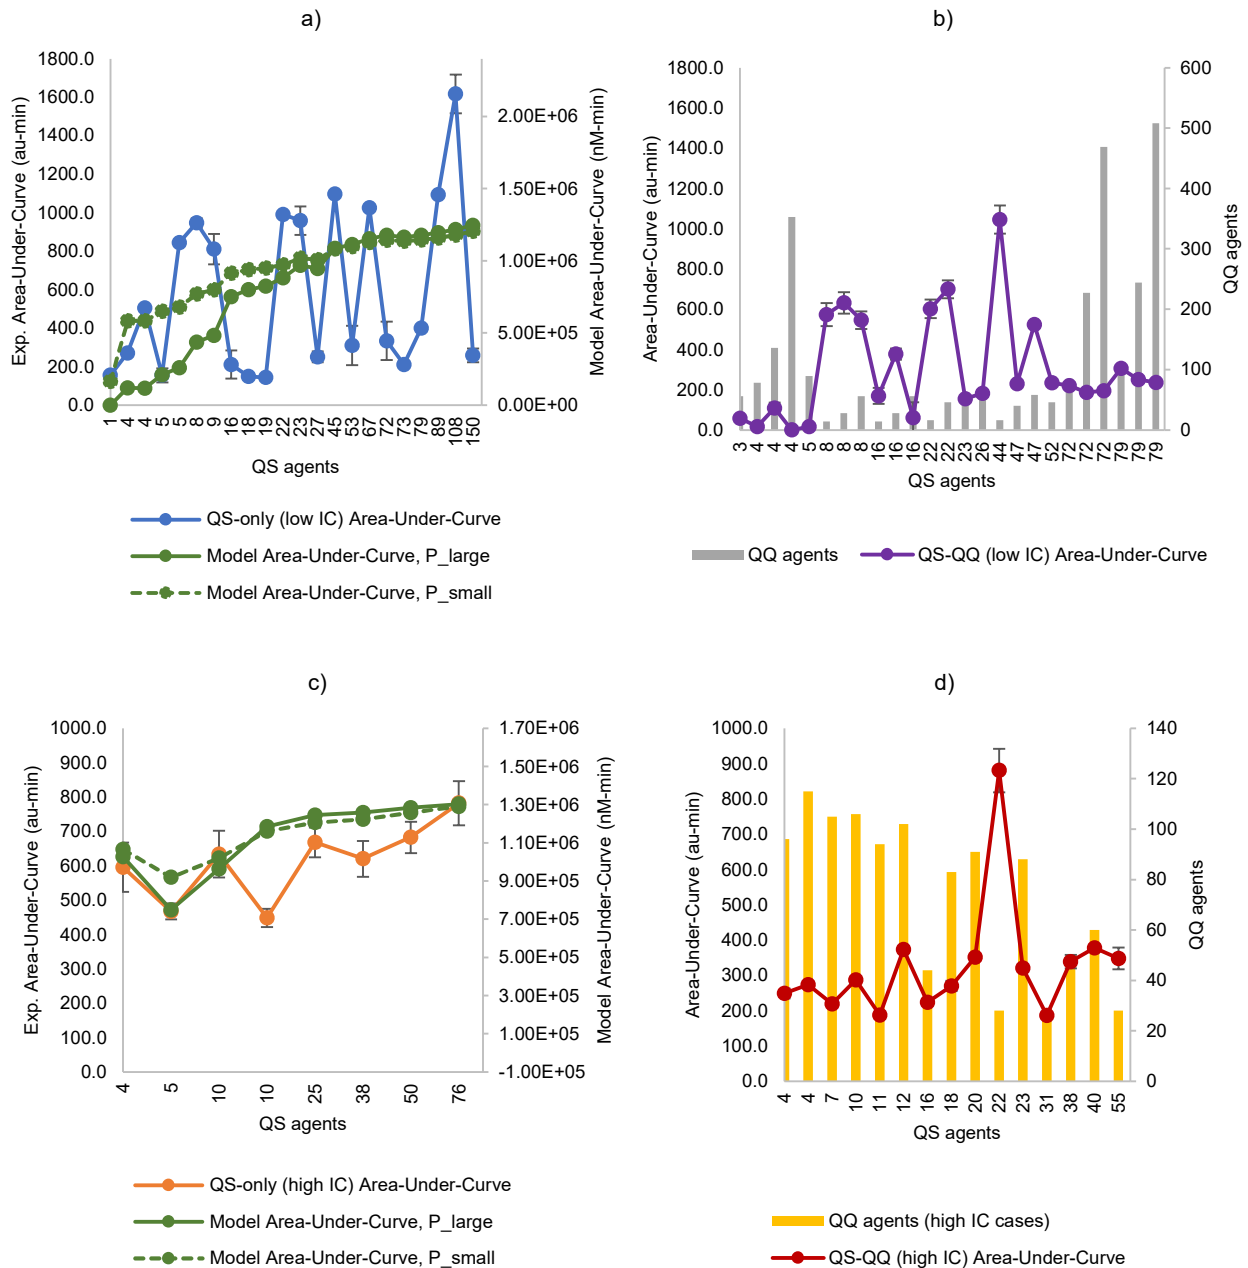 a)
1800.0
1600.0
1400.0
1200.0
1000.0
800.0
600.0
400.0
200.0
0.0
Exp. Area-Under-Curve (au-min)
2.00E+06
1.50E+06
1.00E+06
5.00E+05
0.00E+00
Model Area-Under-Curve (nM-min)
1 4 4 5 5 8 9 16 18 19 22 23 27 45 53 67 73 79 89 108 150
QS agents
QS-only (low IC) Area-Under-Curve
Model Area-Under-Curve, P_large
Model Area-Under-Curve, P_small
b)
1800.0
1600.0
1400.0
1200.0
1000.0
800.0
600.0
400.0
200.0
0.0
Area-Under-Curve (au-min)
600
500
400
300
200
100
0
QQ agents
3 4 4 4 5 8 8 8 16 16 16 22 22 23 26 44 47 47 52 72 72 72 79 79 79
QS agents
QQ agents
QS-QQ (low IC) Area-Under-Curve
c)
1000.0
900.0
800.0
700.0
600.0
500.0
400.0
300.0
200.0
100.0
0.0
Exp. Area-Under-Curve (au-min)
1.70E+06
1.50E+06
1.30E+06
1.10E+06
9.00E+05
7.00E+05
5.00E+05
3.00E+05
1.00E+05
-1.00E+05
Model Area-Under-Curve (nM-min)
4 5 10 10 25 38 50 76
QS agents
QS-only (high IC) Area-Under-Curve
Model Area-Under-Curve, P_large
Model Area-Under-Curve, P_small
d)
1000.0
900.0
800.0
700.0
600.0
500.0
400.0
300.0
200.0
100.0
0.0
Area-Under-Curve (au-min)
140
120
100
80
60
40
20
0
QQ agents
4 4 7 10 11 12 16 18 20 22 23 31 38 40 55
QS agents
QQ agents (high IC cases)
QS-QQ (high IC) Area-Under-Curve